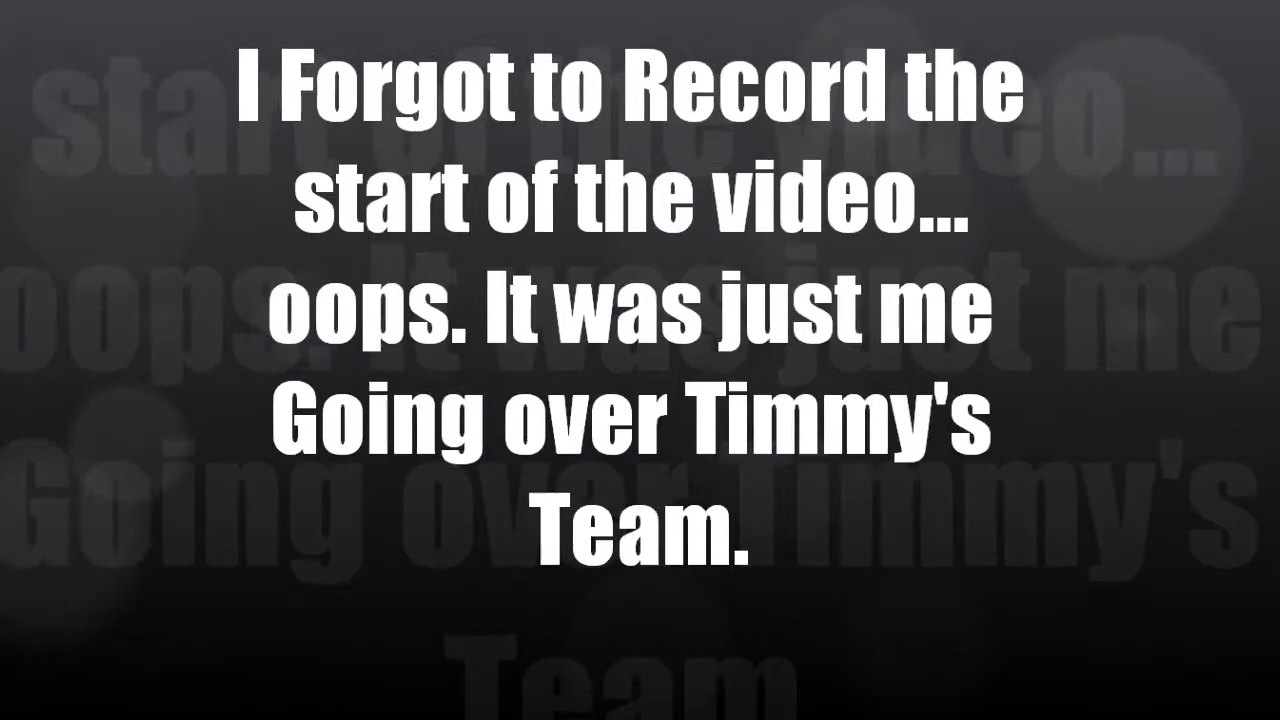 I Forgot to Record the
start of the video...
oops. It was just me
Going over Timmy's
Team.